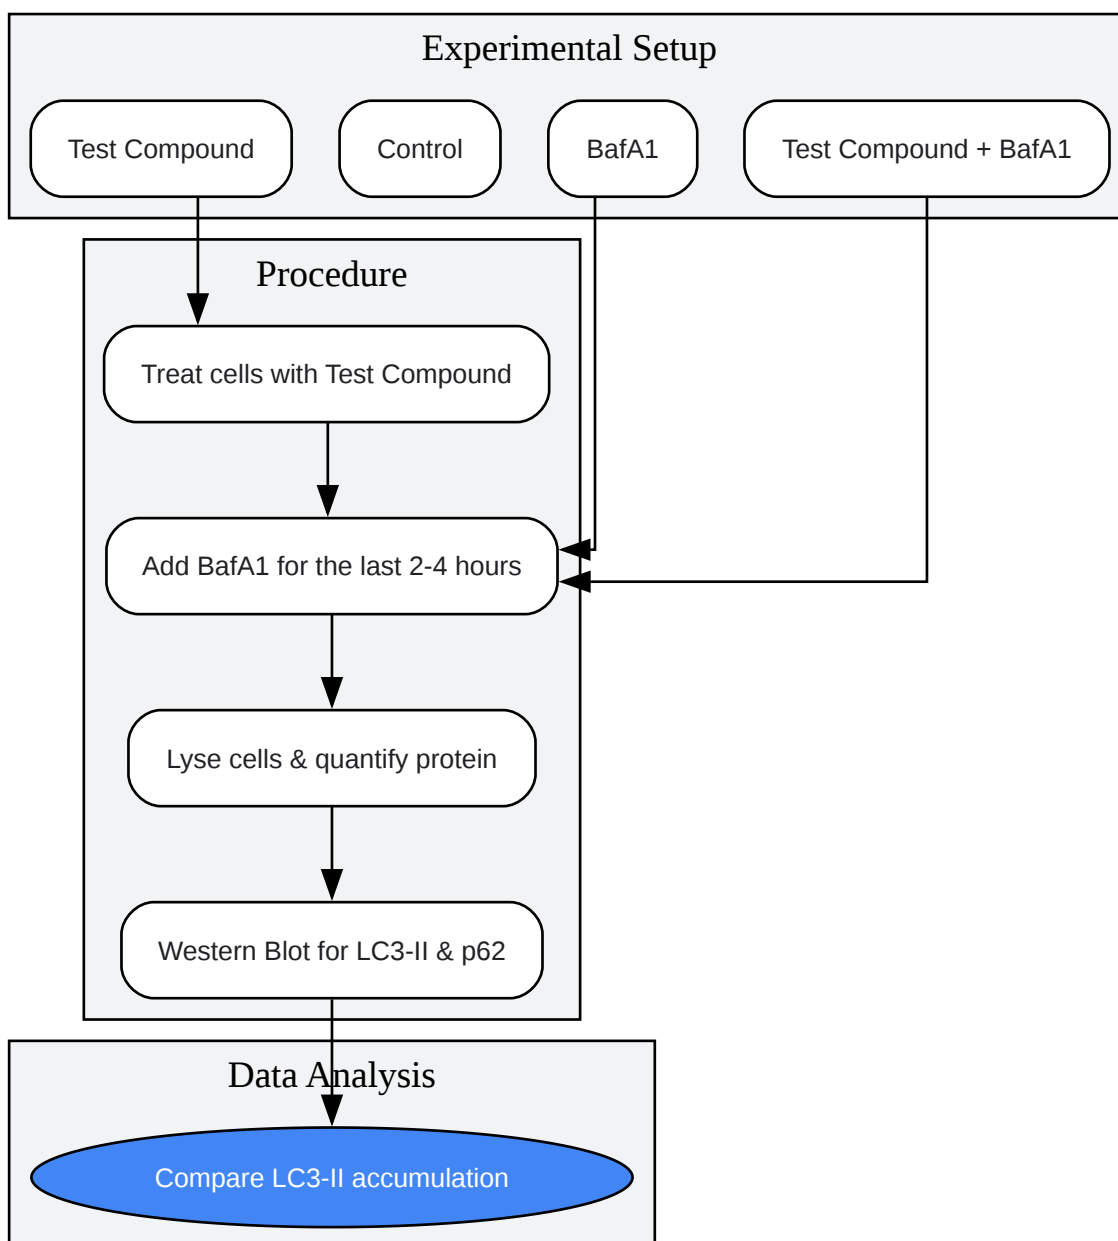 Experimental Setup
Test Compound
Control
BafA1
Test Compound + BafA1
Procedure
Treat cells with Test Compound
Add BafA1 for the last 2-4 hours
Lyse cells & quantify protein
Western Blot for LC3-II & p62
Data Analysis
Compare LC3-II accumulation